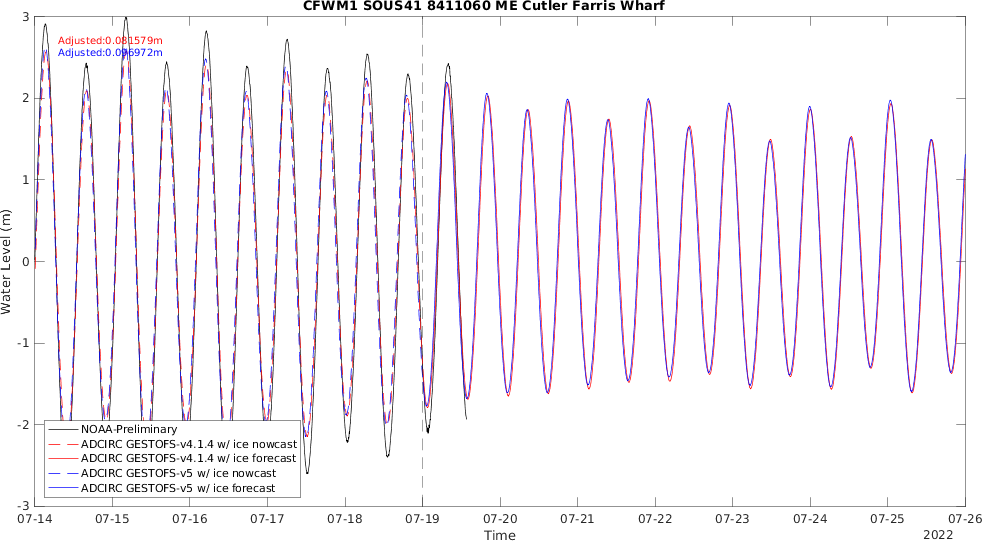 CFWM1 SOUS41 8411060 ME Cutler Farris Wharf
3
Adjusted:0.081579m
Adjusted:0.096972m
2
1
0
-1
-2
-3
Water Level (m)
NOAA-Preliminary
ADCIRC GESTOFS-v4.1.4 w/ ice nowcast
ADCIRC GESTOFS-v4.1.4 w/ ice forecast
ADCIRC GESTOFS-v5 w/ ice nowcast
ADCIRC GESTOFS-v5 w/ ice forecast
07-14 07-15 07-16 07-17 07-18 07-19 07-20 07-21 07-22 07-23 07-24 07-25 07-26
Time
2022